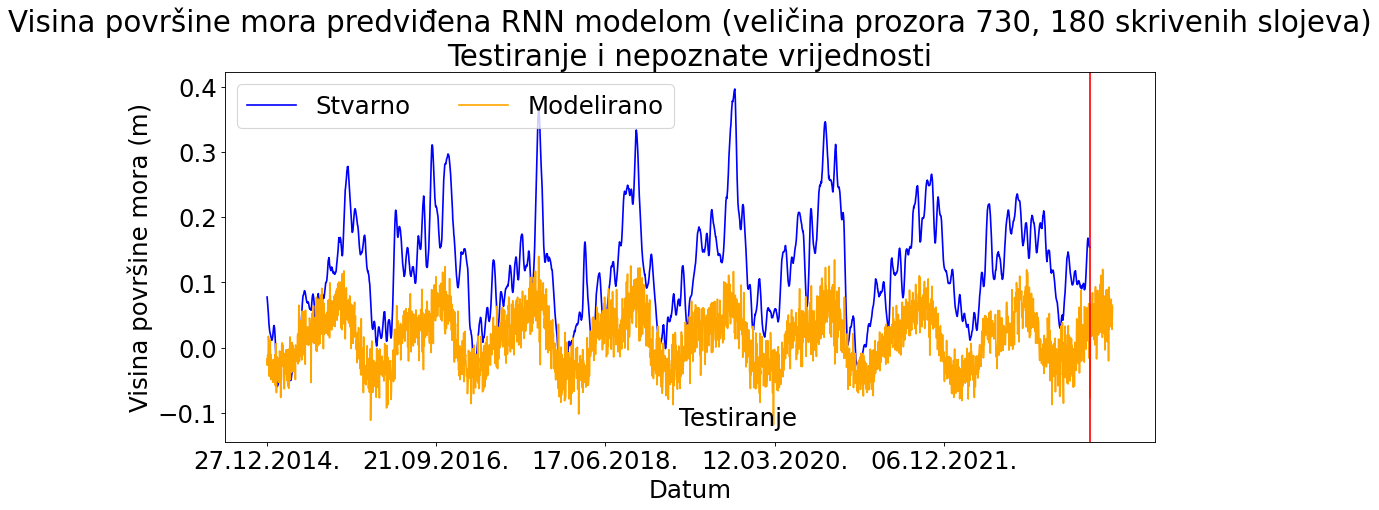 Visina površine mora predviđena RNN modelom (veličina prozora 730, 180 skrivenih slojeva)
Testiranje i nepoznate vrijednosti
Stvarno
Modelirano
Visina površine mora (m)
0.4
0.3
0.2
0.1
0.0
−0.1
Testiranje
27.12.2014.
21.09.2016.
17.06.2018.
12.03.2020.
06.12.2021.
Datum